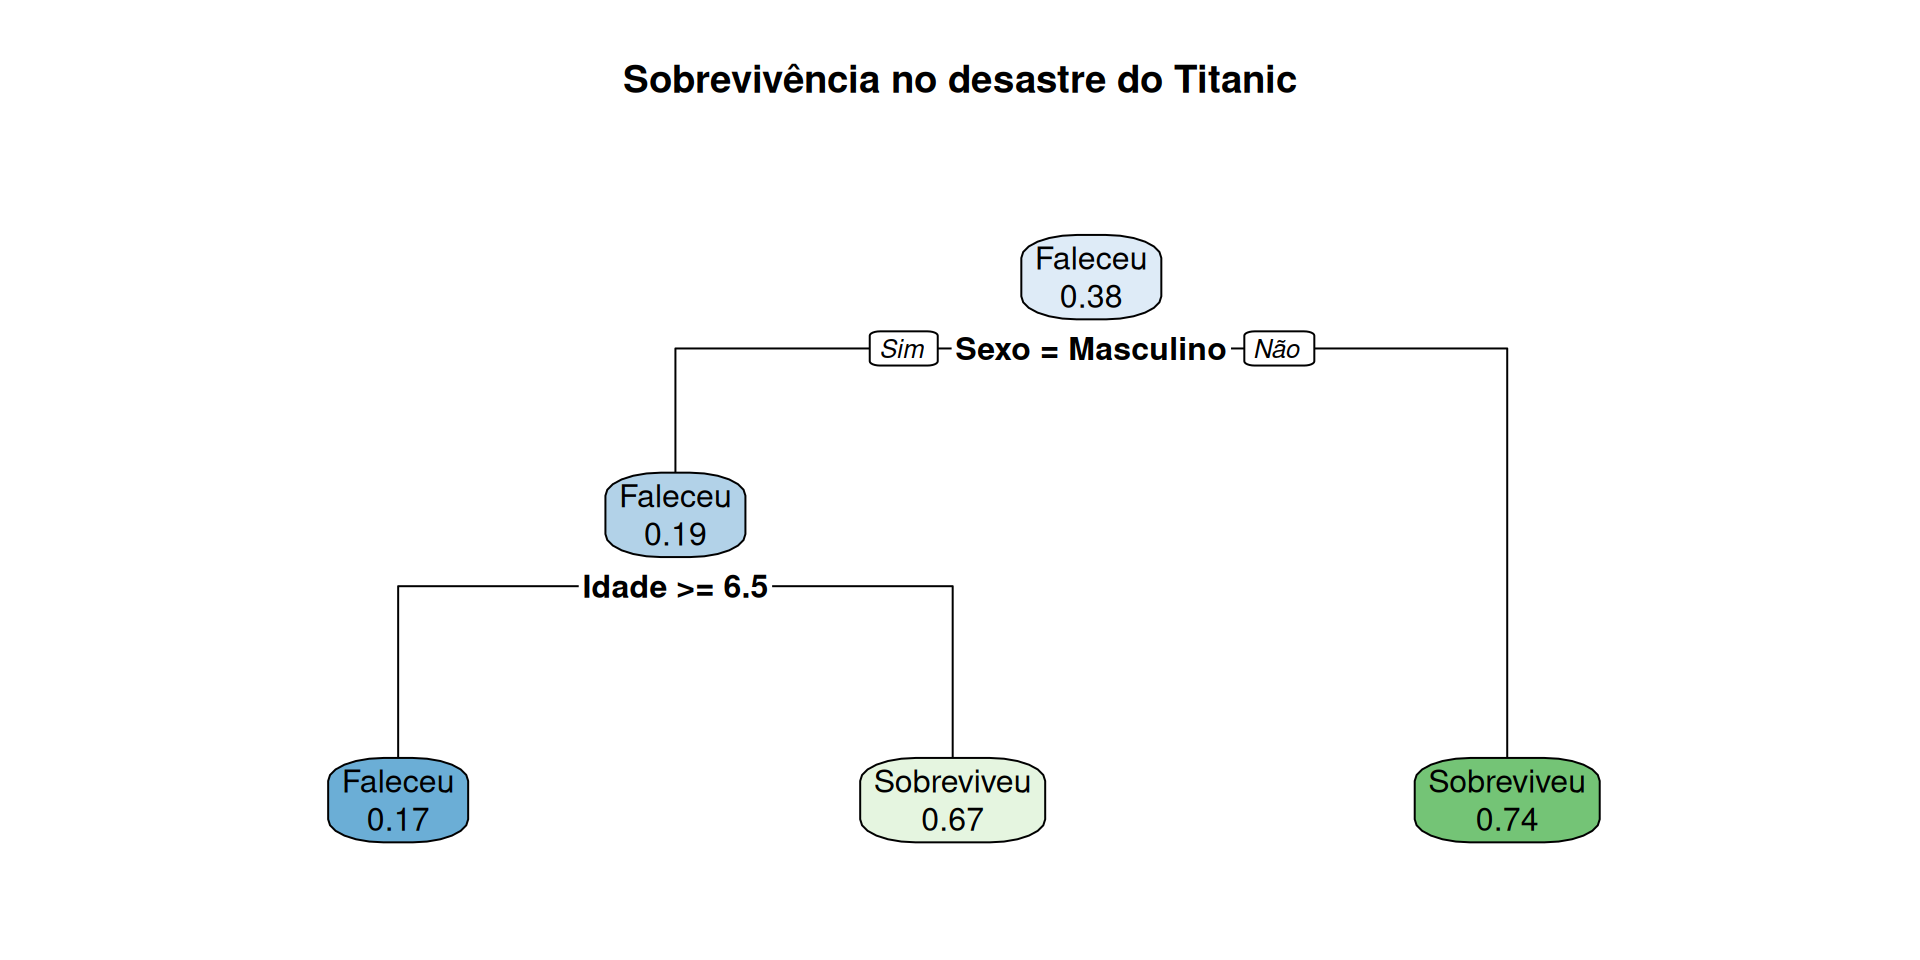 Sobrevivência no desastre do Titanic
Faleceu
0.38
Sim
Sexo = Masculino
Não
Faleceu
0.19
Idade >= 6.5
Faleceu
0.17
Sobreviveu
0.67
Sobreviveu
0.74